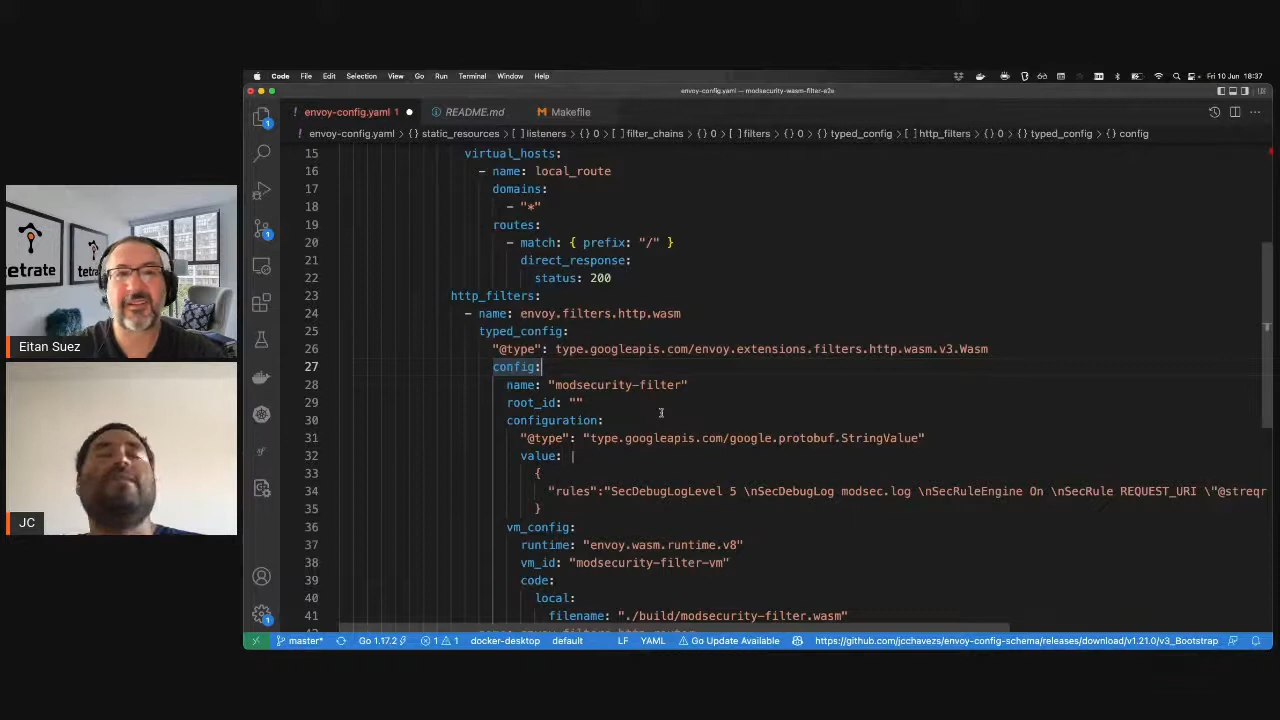 Code File Edit Selection View Go Run Terminal Window Help
Fri 10 Jun 18:37
envoy-config.yaml — modsecurity-wasm-filter-e2e
! envoy-config.yaml 1
README.md
Makefile
! envoy-config.yaml > {} static_resources > [ ] listeners > {} 0 > [ ] filter_chains > {} 0 > [ ] filters > {} 0 > {} typed_config > [ ] http_filters > {} 0 > {} typed_config > {} config
15 virtual_hosts:
16 - name: local_route
17 domains:
18 - "*"
19 routes:
20 - match: { prefix: "/" }
21 direct_response:
22 status: 200
23 http_filters:
24 - name: envoy.filters.http.wasm
25 typed_config:
26 "@type": type.googleapis.com/envoy.extensions.filters.http.wasm.v3.Wasm
27 config:
28 name: "modsecurity-filter"
29 root_id: ""
30 configuration:
31 "@type": "type.googleapis.com/google.protobuf.StringValue"
32 value: |
33 {
34 "rules":"SecDebugLogLevel 5 \nSecDebugLog modsec.log \nSecRuleEngine On \nSecRule REQUEST_URI \"@streqr
35 }
36 vm_config:
37 runtime: "envoy.wasm.runtime.v8"
38 vm_id: "modsecurity-filter-vm"
39 code:
40 local:
41 filename: "./build/modsecurity-filter.wasm"
master* Go 1.17.2 1 1 docker-desktop default LF YAML Go Update Available https://github.com/jcchavezs/envoy-config-schema/releases/download/v1.21.0/v3_Bootstrap
tetrate
tetrate
Eitan Suez
JC